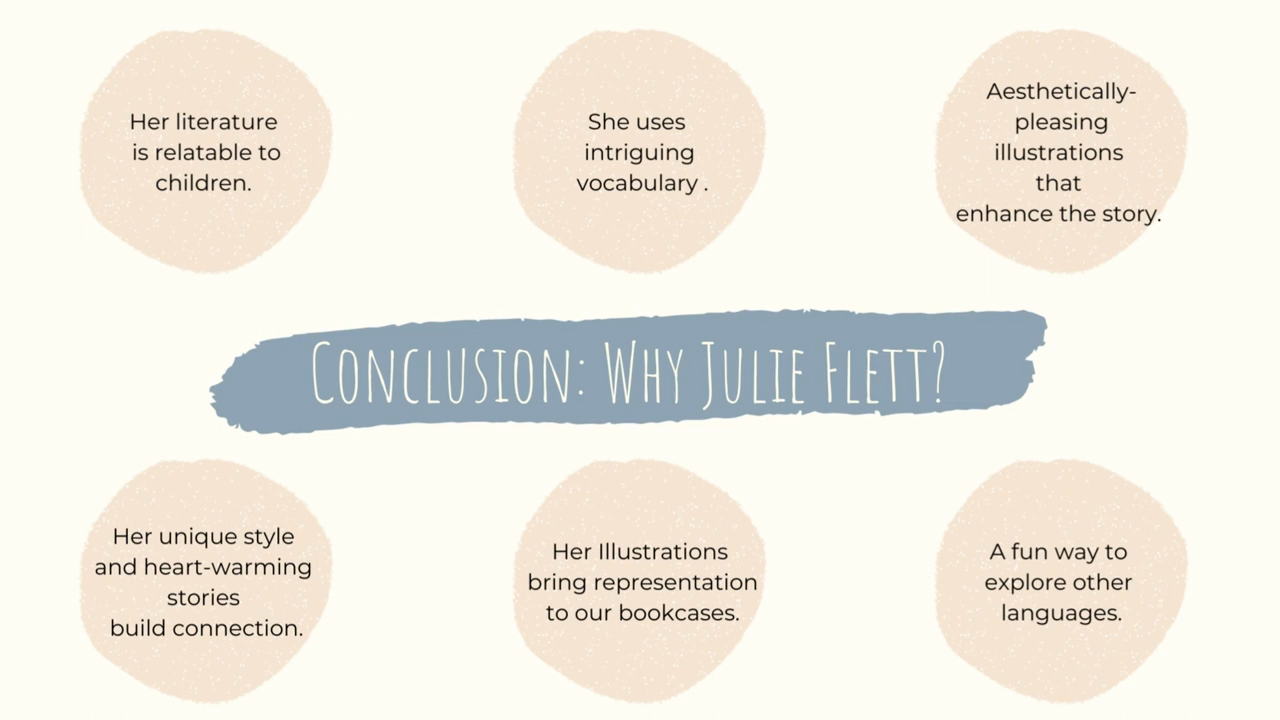 Her literature
is relatable to
children.
She uses
intriguing
vocabulary .
Aesthetically-
pleasing
illustrations
that
enhance the story.
Conclusion: Why Julie Flett?
Her unique style
and heart-warming
stories
build connection.
Her Illustrations
bring representation
to our bookcases.
A fun way to
explore other
languages.